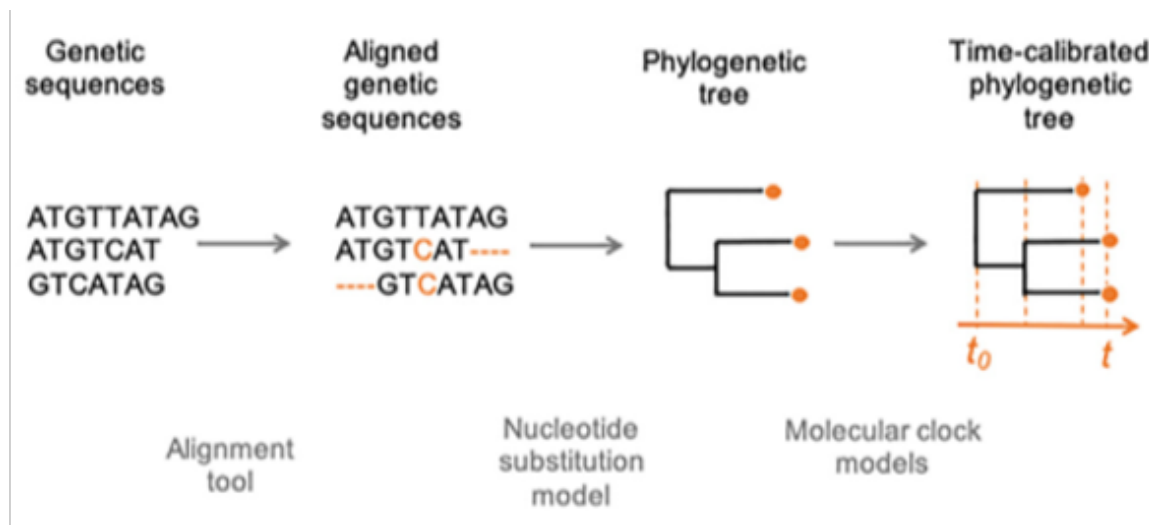 Genetic
sequences
Aligned
genetic
sequences
Phylogenetic
tree
Time-calibrated
phylogenetic
tree
ATGTTATAG
ATGTCAT
GTCATAG
ATGTTATAG
ATGTCAT----
----GTCATAG
t0
t
Alignment
tool
Nucleotide
substitution
model
Molecular clock
models